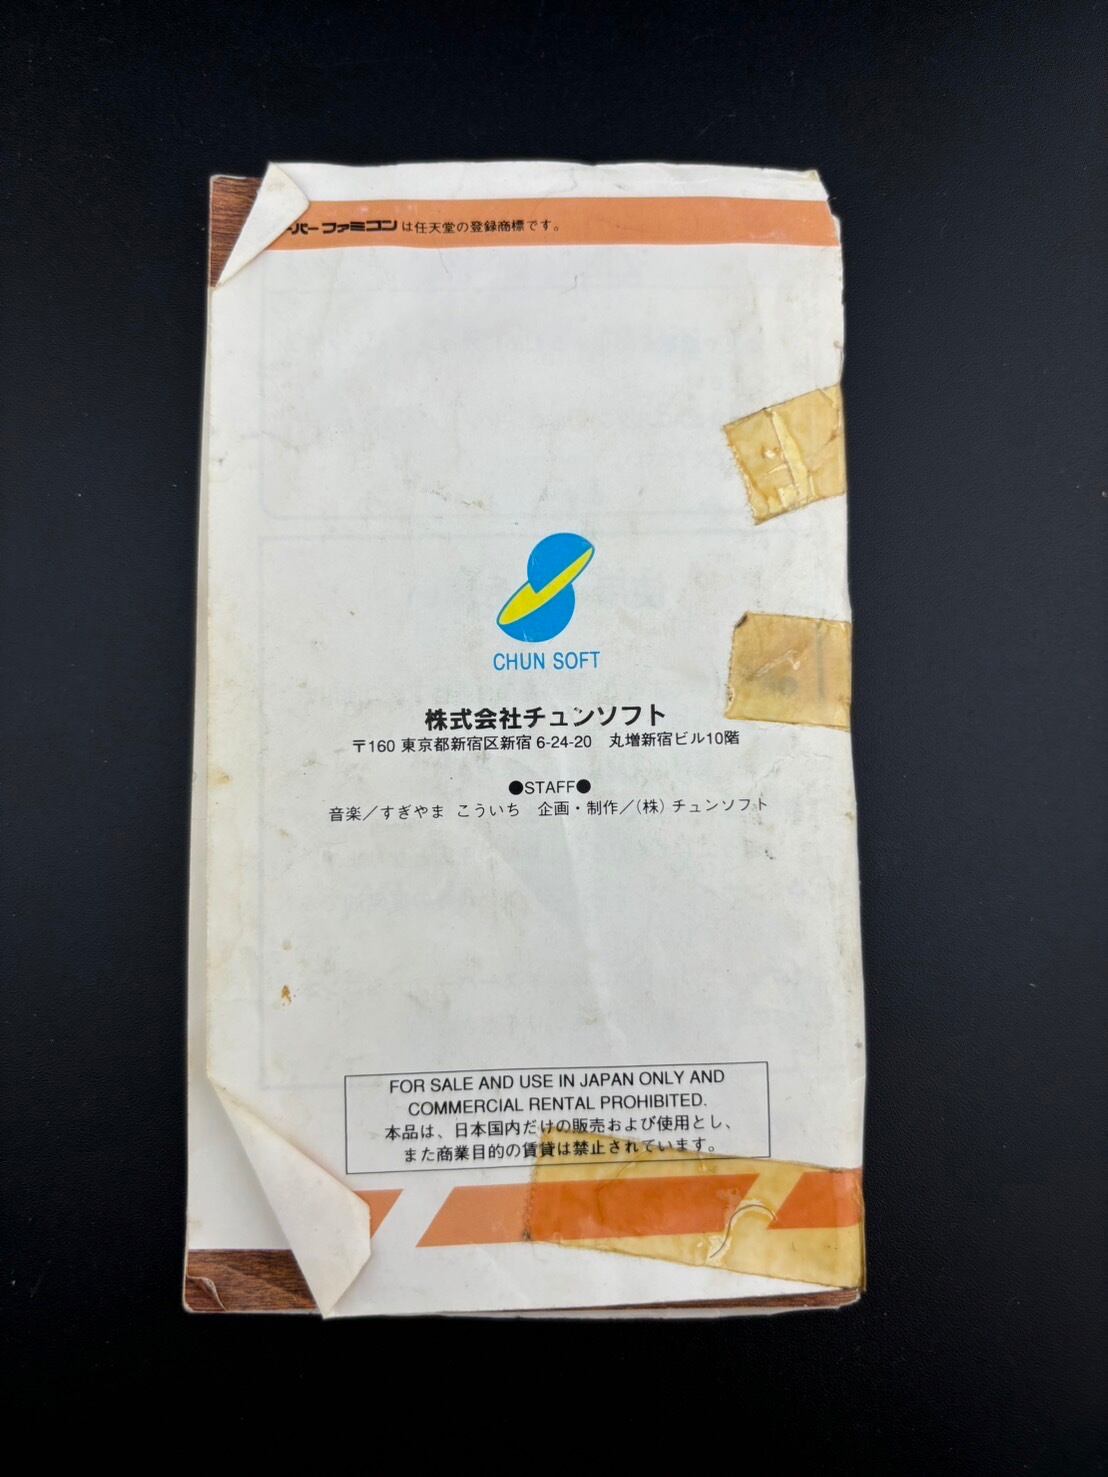 ーパーファミコンは任天堂の登録商標です。
CHUN SOFT
株式会社チュンソフト
〒160 東京都新宿区新宿 6-24-20 丸増新宿ビル10階
●STAFF●
音楽／すぎやま こういち 企画・制作／(株) チュンソフト
FOR SALE AND USE IN JAPAN ONLY AND
COMMERCIAL RENTAL PROHIBITED.
本品は、日本国内だけの販売および使用とし、
また商業目的の賃貸は禁止されています。